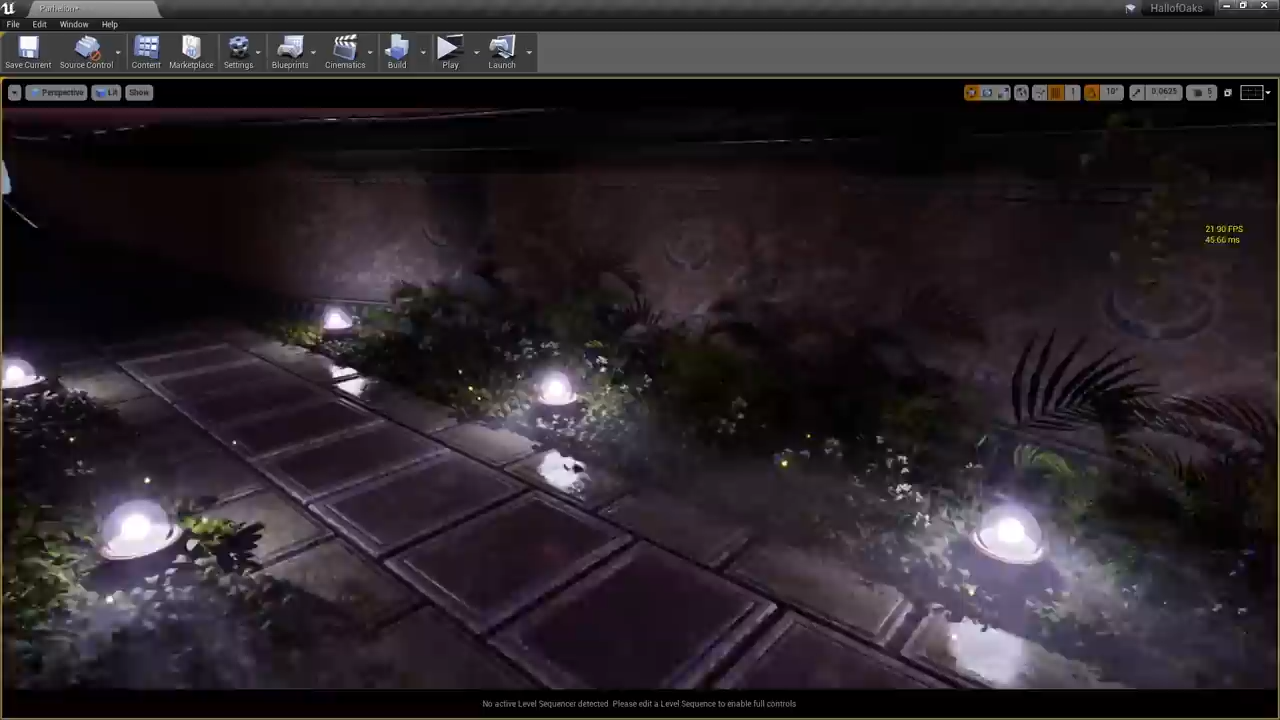 Parhelion*
HallofOaks
File Edit Window Help
Save Current Source Control Content Marketplace Settings Blueprints Cinematics Build Play Launch
Perspective Lit Show
1 10° 0.0625 5
21.90 FPS
45.66 ms
No active Level Sequencer detected. Please edit a Level Sequence to enable full controls